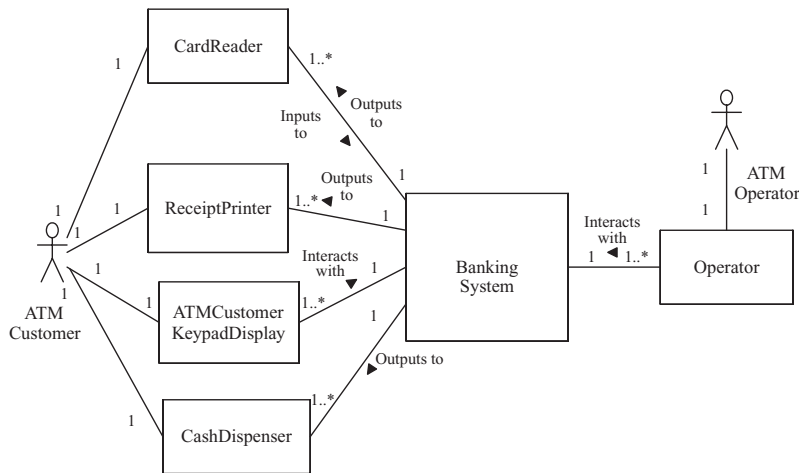 CardReader
1
1..*
Outputs
to
Inputs
to
1
ReceiptPrinter
1
1..*
Outputs
to
1
1
1
1
1
ATM
Customer
ATMCustomer
KeypadDisplay
1
1..*
Interacts
with
1
Banking
System
1
Outputs to
1..*
CashDispenser
1
ATM
Operator
1
1
Interacts
with
1
1..*
Operator